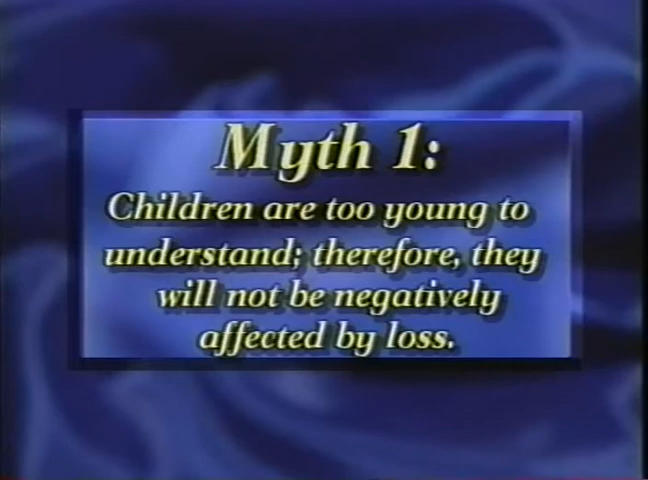 Myth 1:
Children are too young to
understand; therefore, they
will not be negatively
affected by loss.